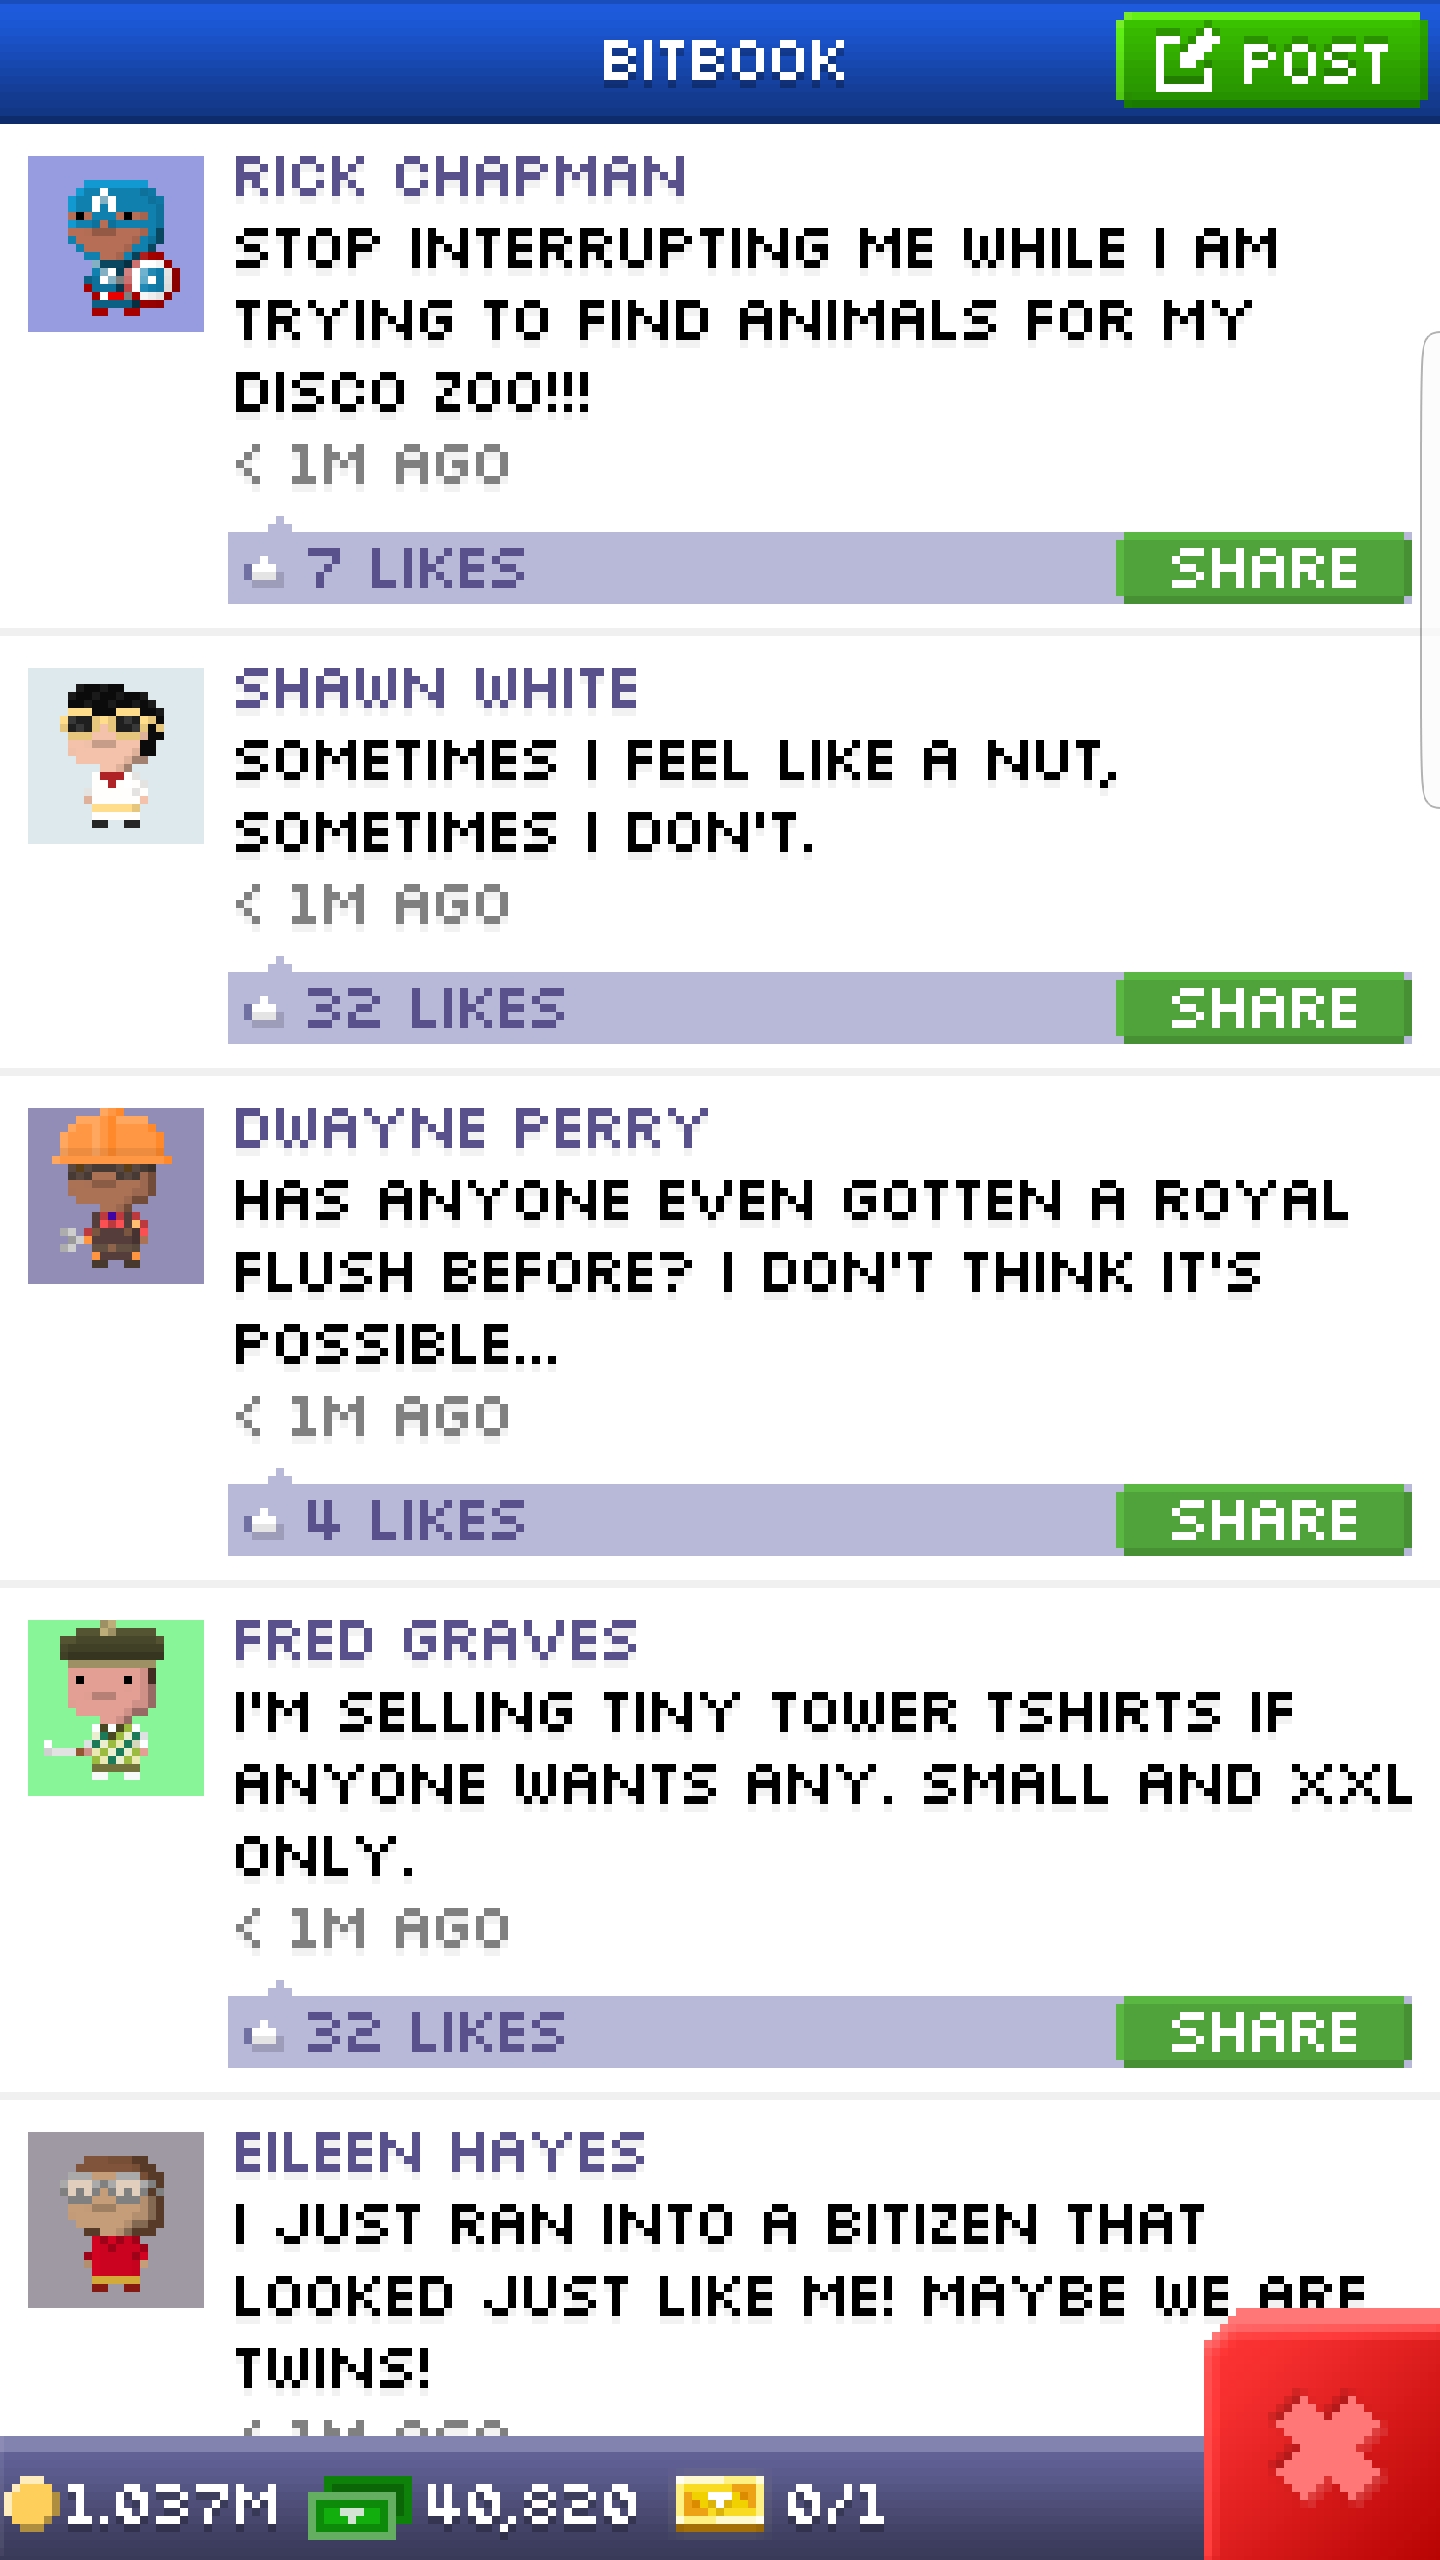 BITBOOK
POST
RICK CHAPMAN
STOP INTERRUPTING ME WHILE I AM
TRYING TO FIND ANIMALS FOR MY
DISCO ZOO!!!
< 1M AGO
7 LIKES
SHARE
SHAWN WHITE
SOMETIMES I FEEL LIKE A NUT,
SOMETIMES I DON'T.
< 1M AGO
32 LIKES
SHARE
DWAYNE PERRY
HAS ANYONE EVEN GOTTEN A ROYAL
FLUSH BEFORE? I DON'T THINK IT'S
POSSIBLE...
< 1M AGO
4 LIKES
SHARE
FRED GRAVES
I'M SELLING TINY TOWER TSHIRTS IF
ANYONE WANTS ANY. SMALL AND XXL
ONLY.
< 1M AGO
32 LIKES
SHARE
EILEEN HAYES
I JUST RAN INTO A BITIZEN THAT
LOOKED JUST LIKE ME! MAYBE WE ARE
TWINS!
< 1M AGO
1.037M
40,820
0/1